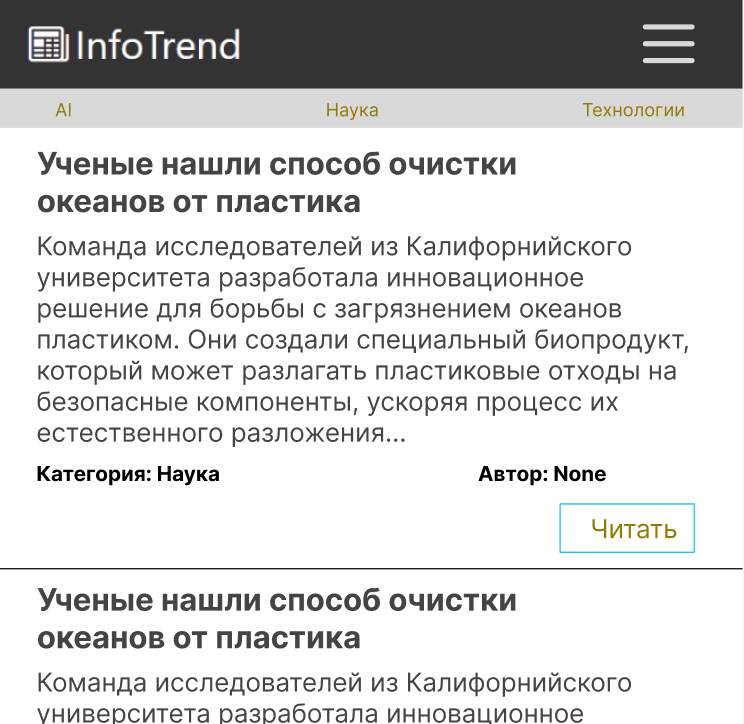 InfoTrend
AI Наука Технологии
Ученые нашли способ очистки
океанов от пластика
Команда исследователей из Калифорнийского
университета разработала инновационное
решение для борьбы с загрязнением океанов
пластиком. Они создали специальный биопродукт,
который может разлагать пластиковые отходы на
безопасные компоненты, ускоряя процесс их
естественного разложения...
Категория: Наука Автор: None
Читать
Ученые нашли способ очистки
океанов от пластика
Команда исследователей из Калифорнийского
университета разработала инновационное